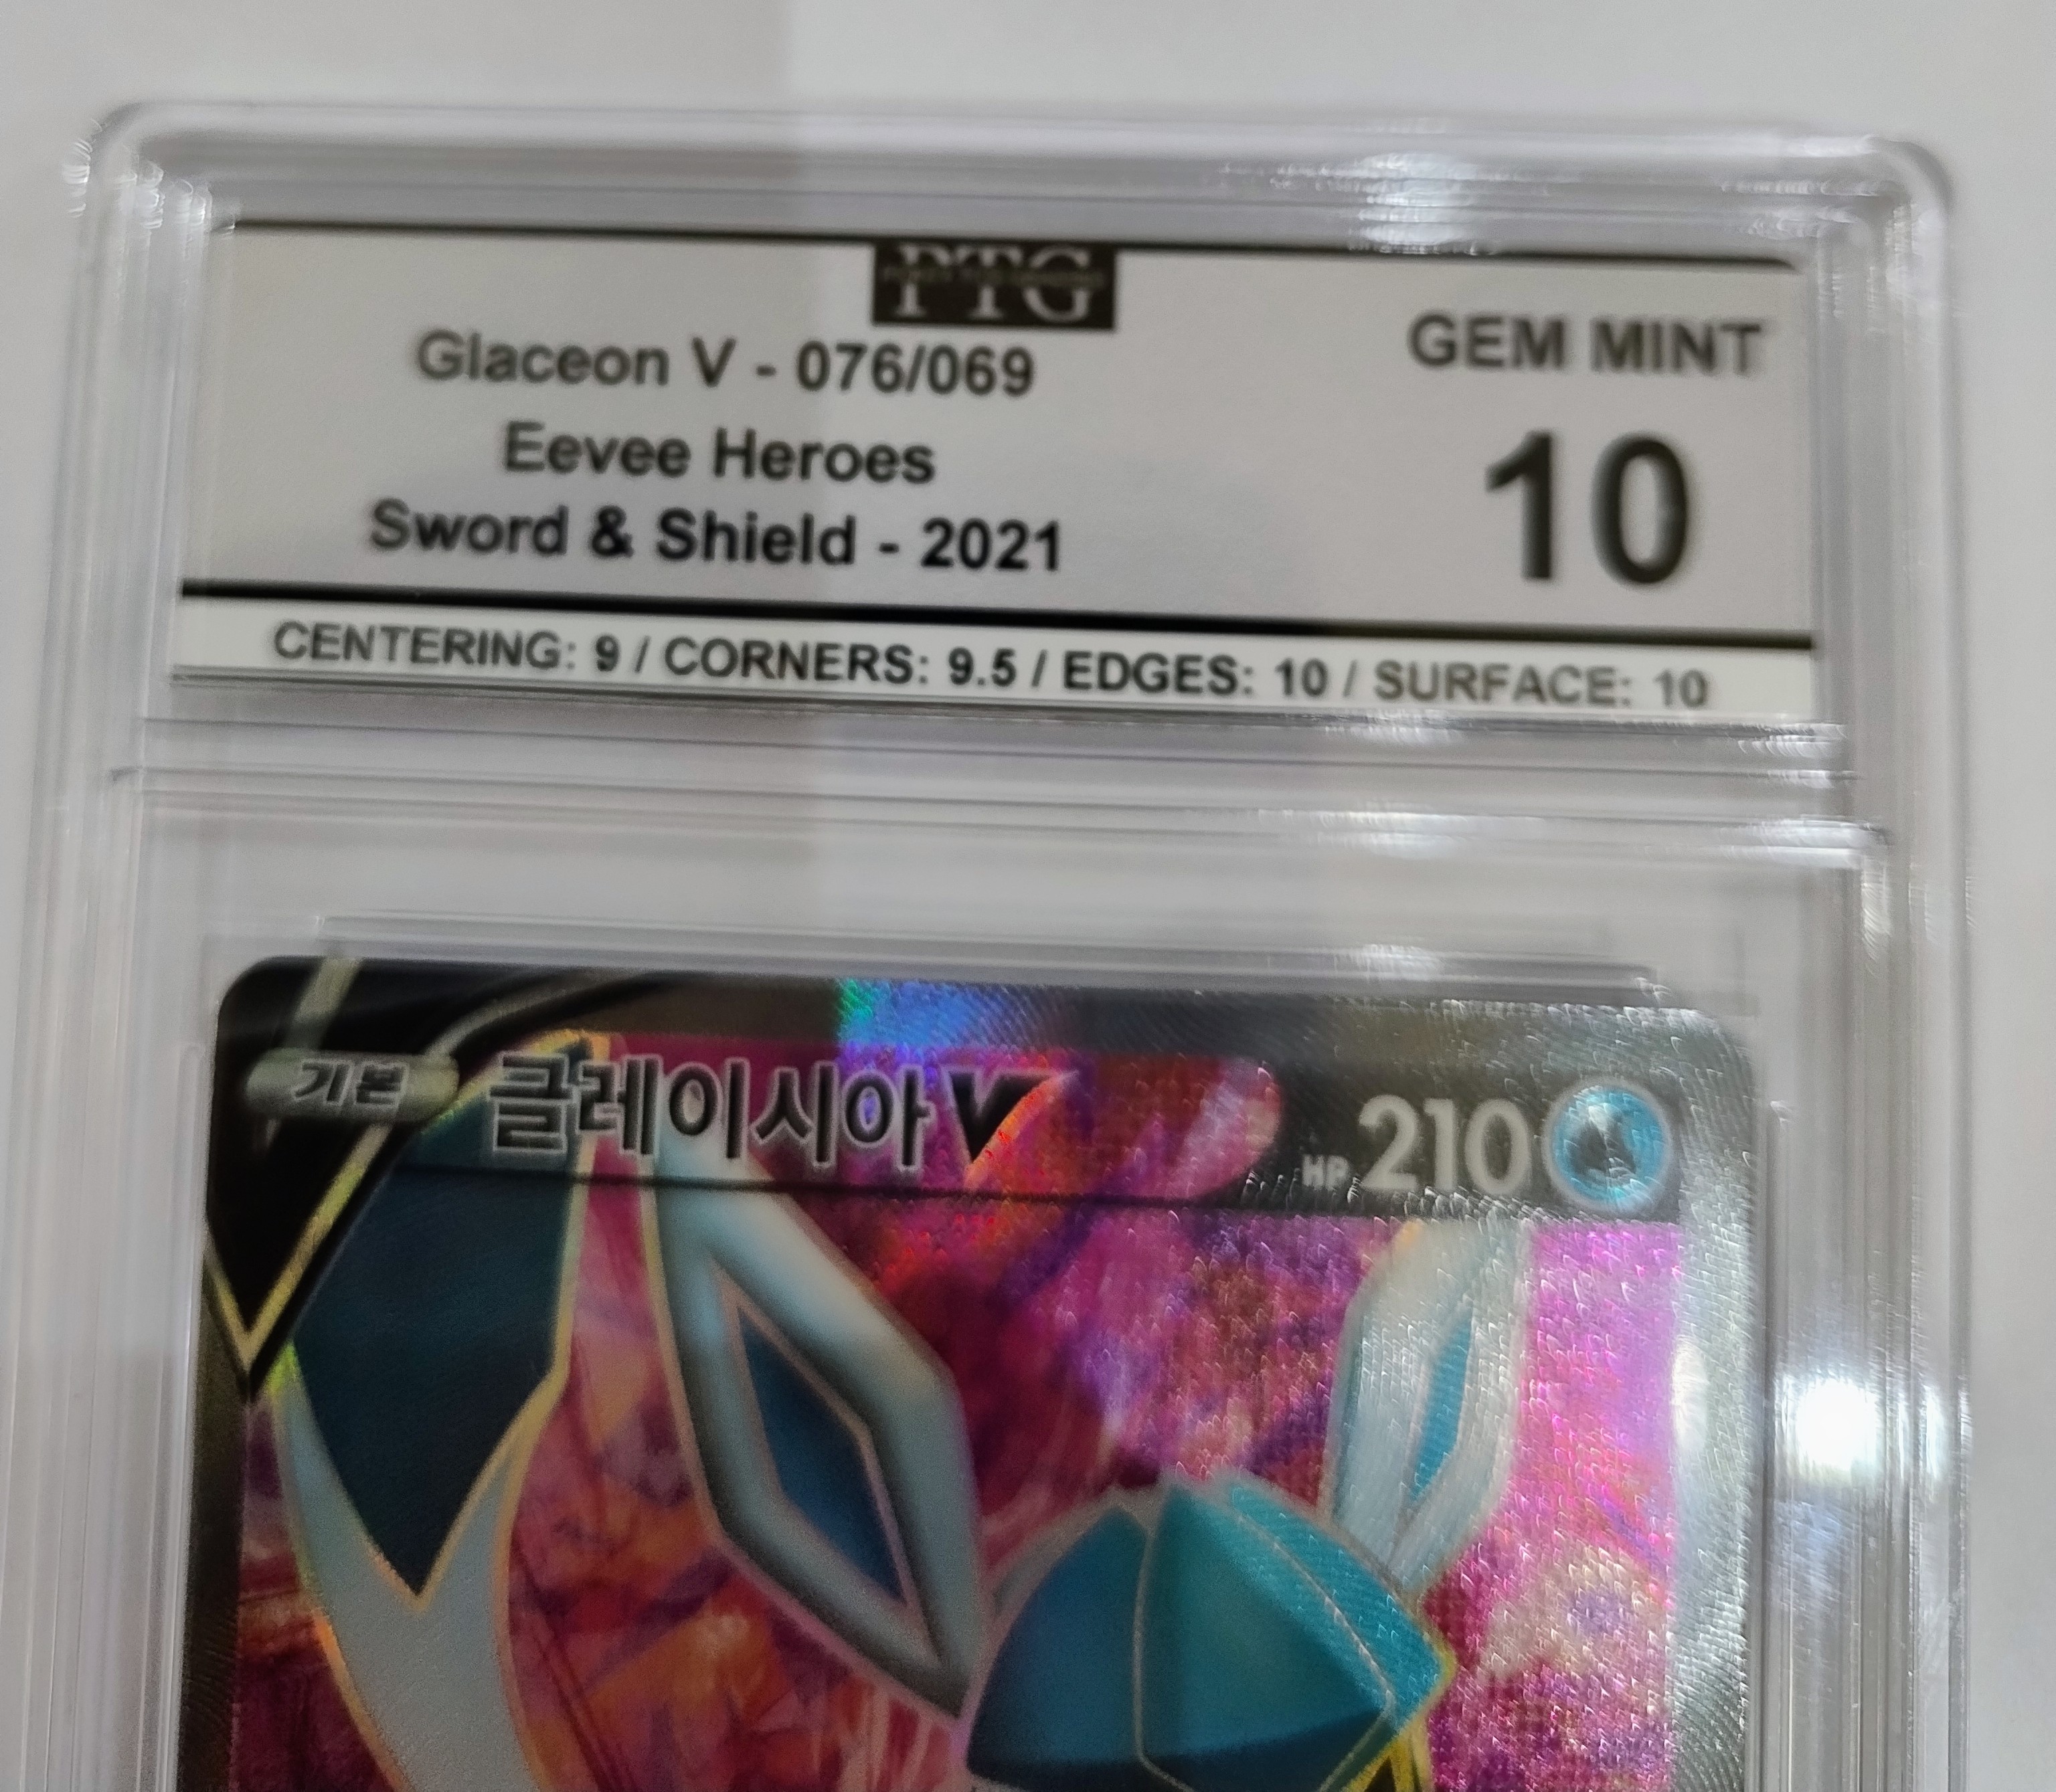 PTG
Glaceon V - 076/069
GEM MINT
Eevee Heroes
10
Sword & Shield - 2021
CENTERING: 9 / CORNERS: 9.5 / EDGES: 10 / SURFACE: 10
기본 글레이시아V HP 210